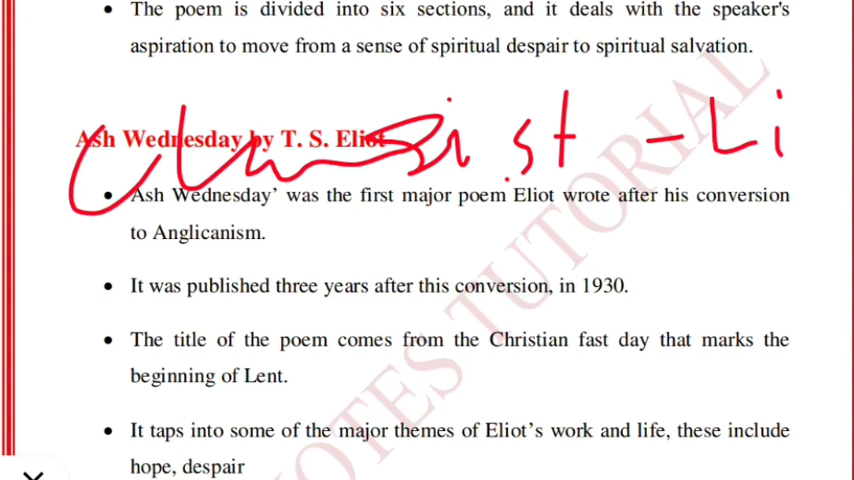 • The poem is divided into six sections, and it deals with the speaker's
aspiration to move from a sense of spiritual despair to spiritual salvation.
Ash Wednesday by T. S. Eliot
Christ - Li
• Ash Wednesday’ was the first major poem Eliot wrote after his conversion
to Anglicanism.
• It was published three years after this conversion, in 1930.
• The title of the poem comes from the Christian fast day that marks the
beginning of Lent.
• It taps into some of the major themes of Eliot’s work and life, these include
hope, despair
NOTES TUTORIAL